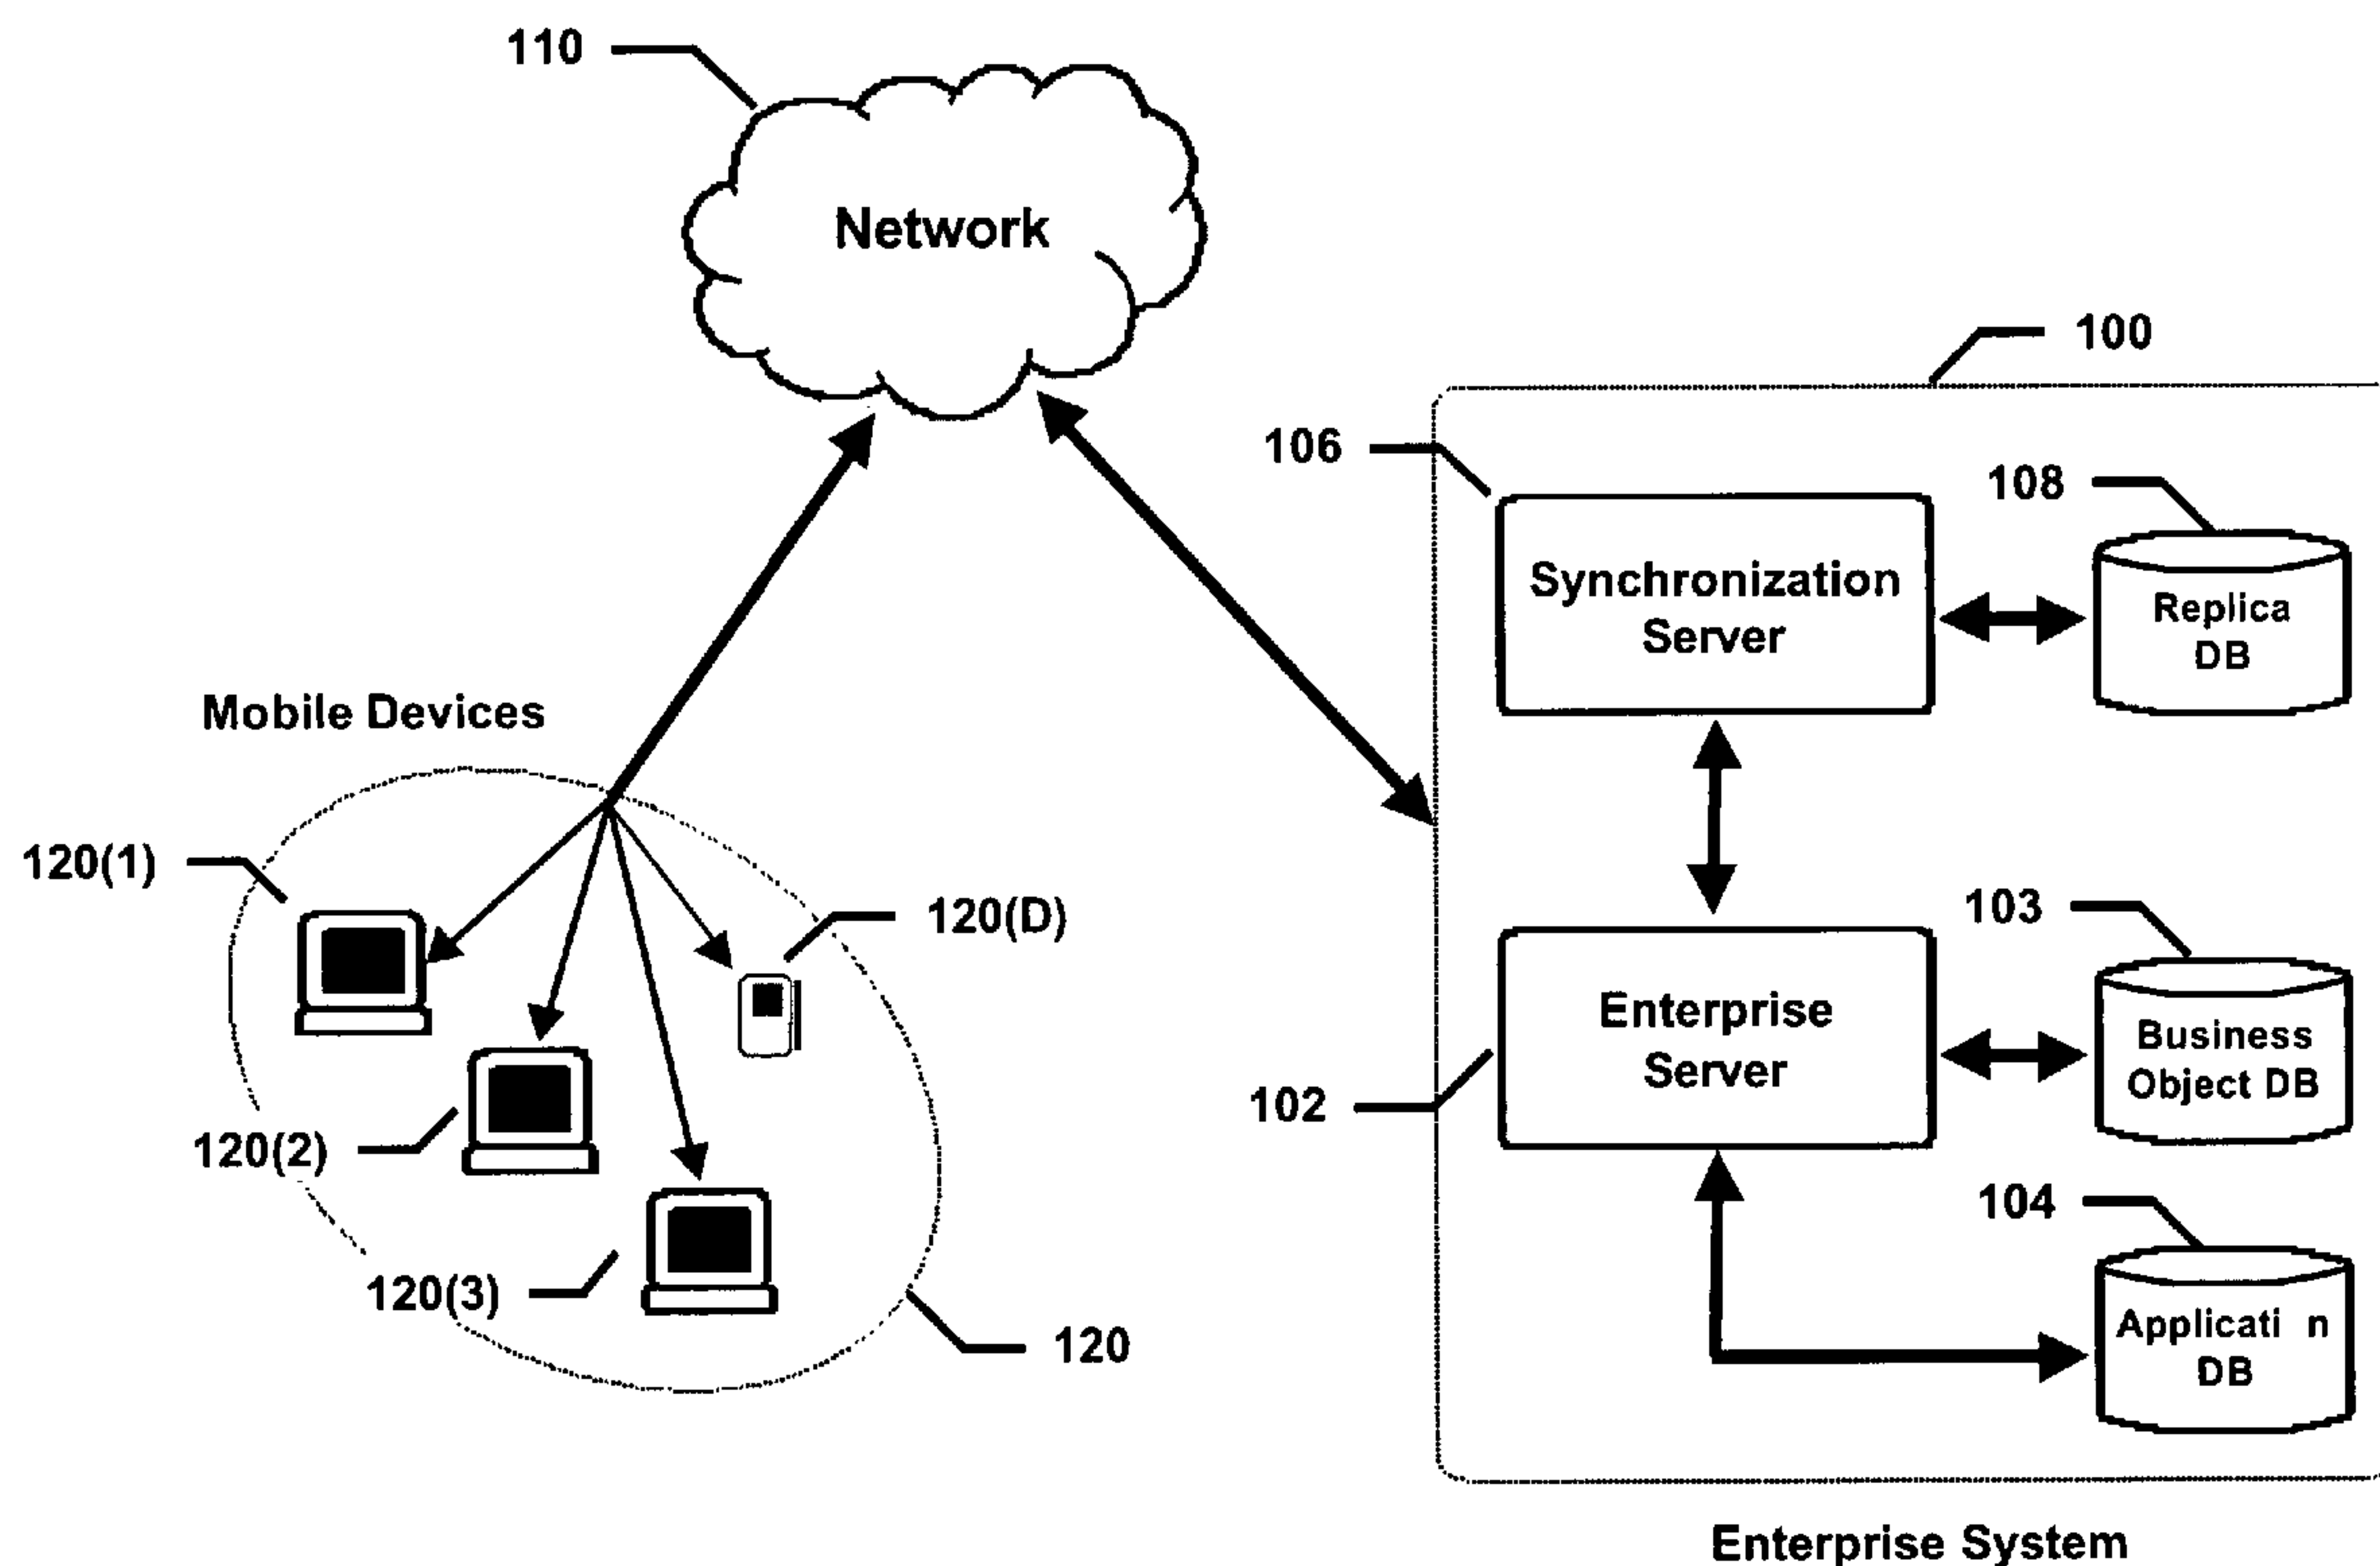 110
Network
100
106
108
Synchronization
Server
Replica
DB
Mobile Devices
120(1)
120(D)
103
Enterprise
Server
Business
Object DB
102
120(2)
104
120(3)
Applicati n
DB
120
Enterprise System